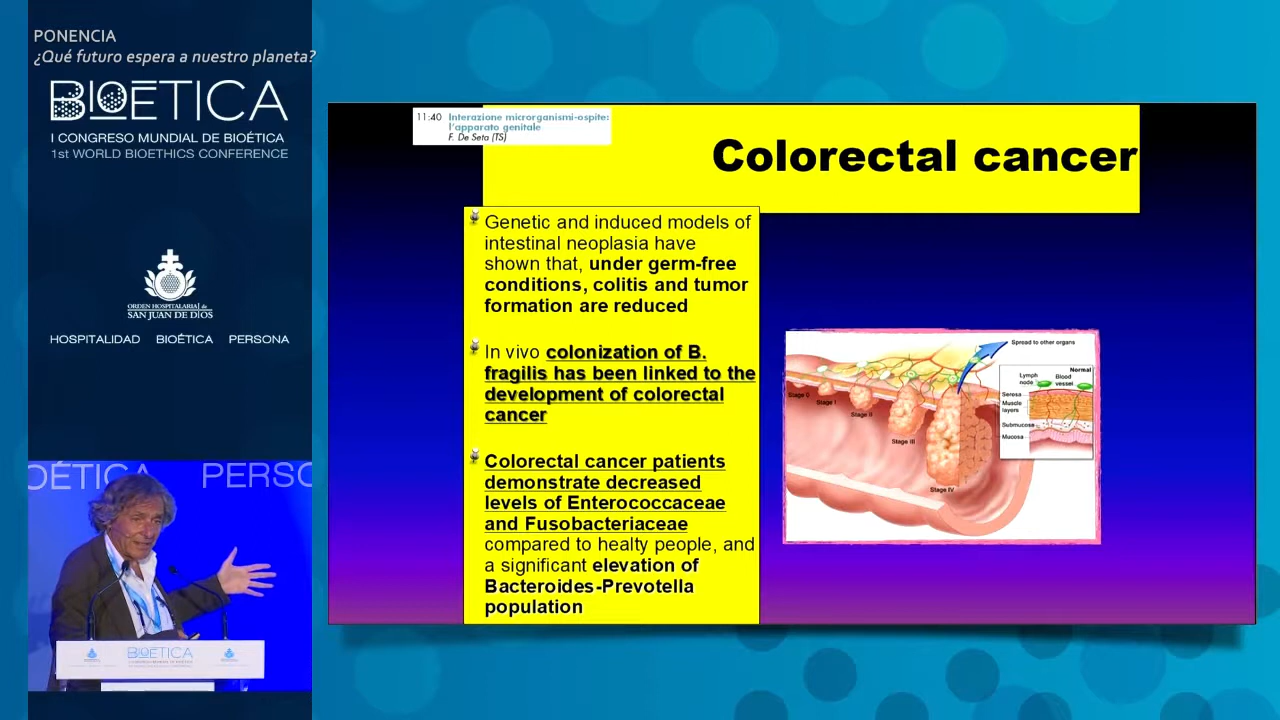 PONENCIA
¿Qué futuro espera a nuestro planeta?
BIOÉTICA
I CONGRESO MUNDIAL DE BIOÉTICA
1st WORLD BIOETHICS CONFERENCE
ORDEN HOSPITALARIA de
SAN JUAN DE DIOS
HOSPITALIDAD BIOÉTICA PERSONA
OÉTICA PERSO
BIOÉTICA
11:40 Interazione microrganismi-ospite:
l'apparato genitale
F. De Seta (TS)
Colorectal cancer
Genetic and induced models of
intestinal neoplasia have
shown that, under germ-free
conditions, colitis and tumor
formation are reduced
In vivo colonization of B.
fragilis has been linked to the
development of colorectal
cancer
Colorectal cancer patients
demonstrate decreased
levels of Enterococcaceae
and Fusobacteriaceae
compared to healty people, and
a significant elevation of
Bacteroides-Prevotella
population
Spread to other organs
Stage 0
Stage I
Stage II
Stage III
Stage IV
Normal
Lymph
node
Blood
vessel
Serosa
Muscle
layers
Submucosa
Mucosa